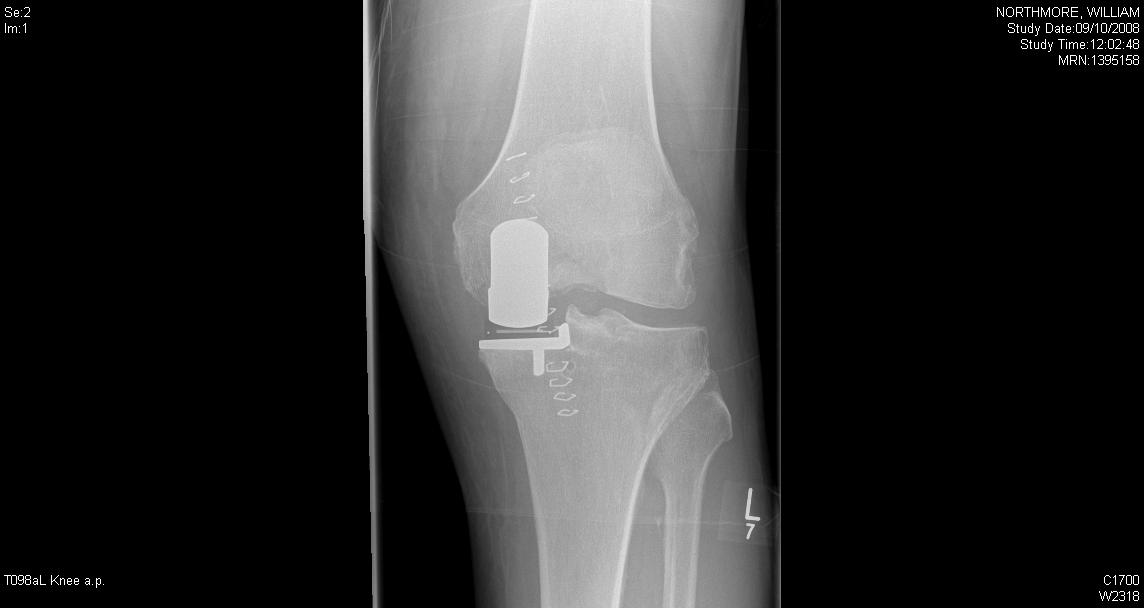 Se:2
Im:1
NORTHMORE, WILLIAM
Study Date:09/10/2008
Study Time:12:02:48
MRN:1395158
L
7
T098aL Knee a.p.
C1700
W2318